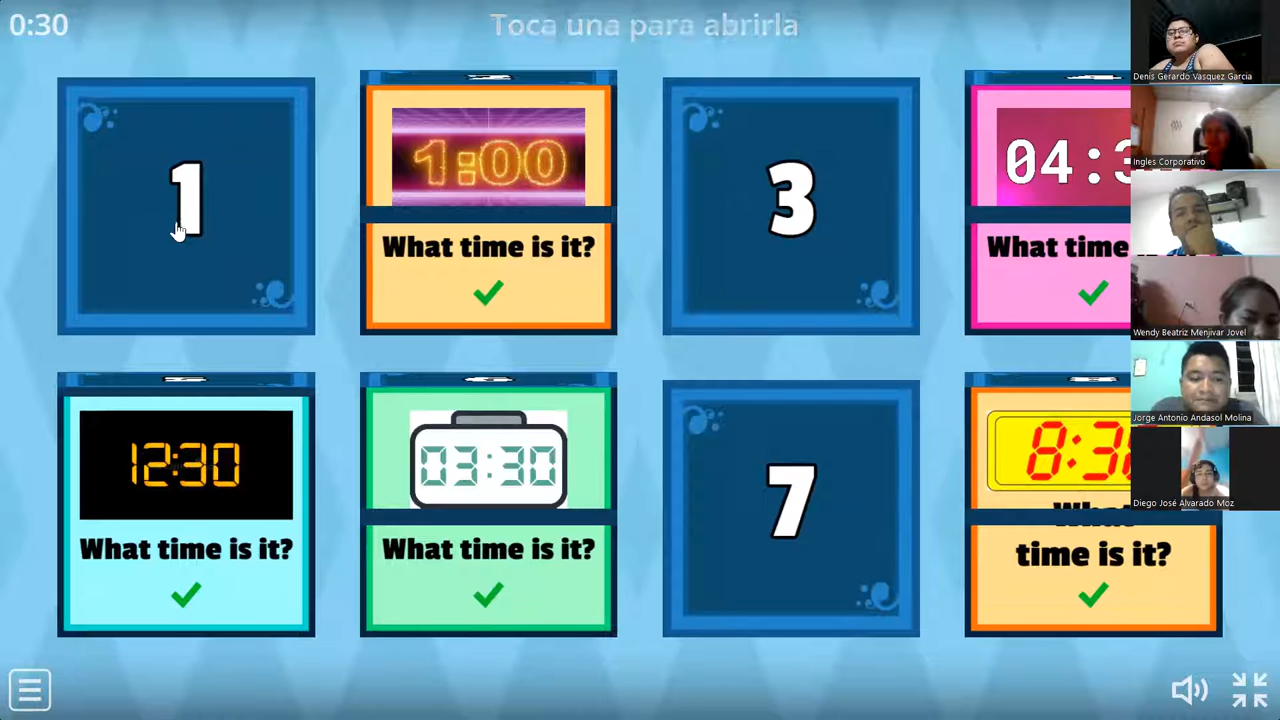 0:30
Toca una para abrirla
1
1:00
What time is it?
3
04:3
What time
12:30
What time is it?
03:30
What time is it?
7
8:3
What
time is it?
Denis Gerardo Vasquez Garcia
Ingles Corporativo
Wendy Beatriz Menjivar Jovel
Jorge Antonio Andasol Molina
Diego José Alvarado Moz